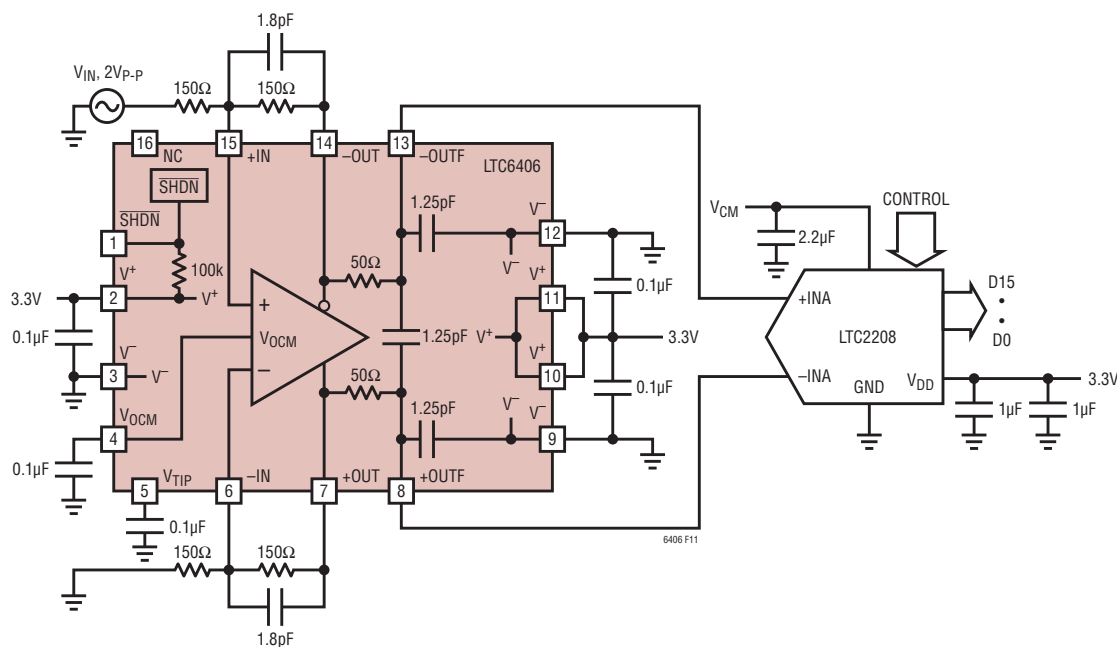 1.8pF
VIN, 2VP-P
150Ω 150Ω
16 15 14 13
NC +IN –OUT –OUTF LTC6406
SHDN
1.25pF
V–
SHDN
1
12
VCM
CONTROL
2.2µF
V+
100k
50Ω
V–
V+
0.1µF
3.3V
2
V+
11
+INA
D15
0.1µF
VOCM
1.25pF
V+
3.3V
LTC2208
D0
V–
3
V–
V+
10
50Ω
0.1µF
–INA
GND
VDD
3.3V
1.25pF
V–
V–
1µF
1µF
VOCM
4
9
0.1µF
VTIP –IN +OUT +OUTF
5 6 7 8
0.1µF
6406 F11
150Ω 150Ω
1.8pF